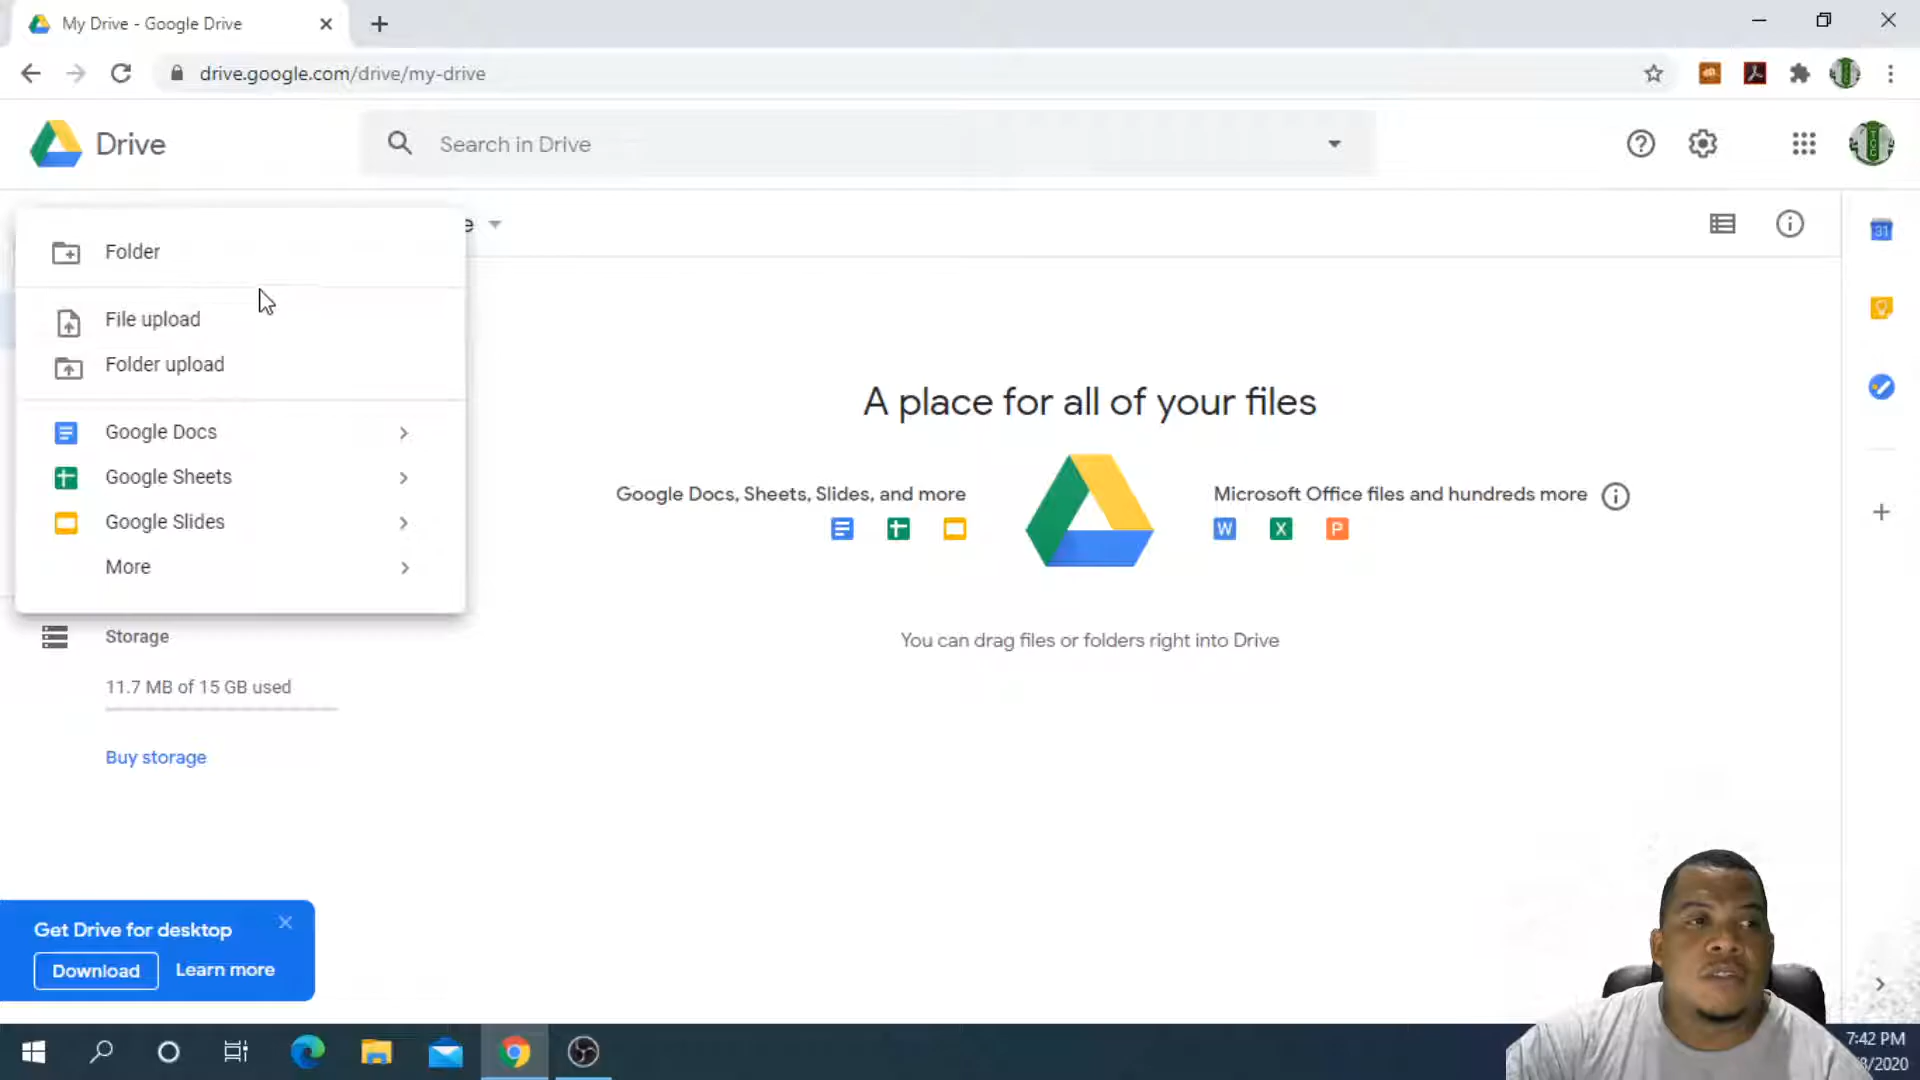 My Drive - Google Drive
drive.google.com/drive/my-drive
Drive
Search in Drive
e
Folder
File upload
Folder upload
Google Docs
Google Sheets
Google Slides
More
Storage
11.7 MB of 15 GB used
Buy storage
31
A place for all of your files
Google Docs, Sheets, Slides, and more
Microsoft Office files and hundreds more
W X P
You can drag files or folders right into Drive
Get Drive for desktop
Download Learn more
7:42 PM
8/2020